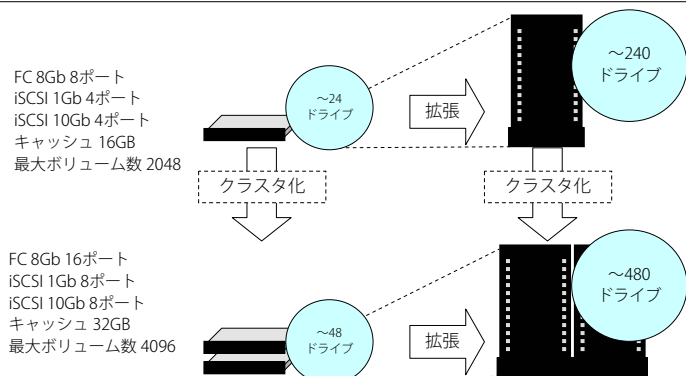 FC 8Gb 8ポート
iSCSI 1Gb 4ポート
iSCSI 10Gb 4ポート
キャッシュ 16GB
最大ボリューム数 2048
～24
ドライブ
拡張
～240
ドライブ
クラスタ化
クラスタ化
FC 8Gb 16ポート
iSCSI 1Gb 8ポート
iSCSI 10Gb 8ポート
キャッシュ 32GB
最大ボリューム数 4096
～48
ドライブ
拡張
～480
ドライブ